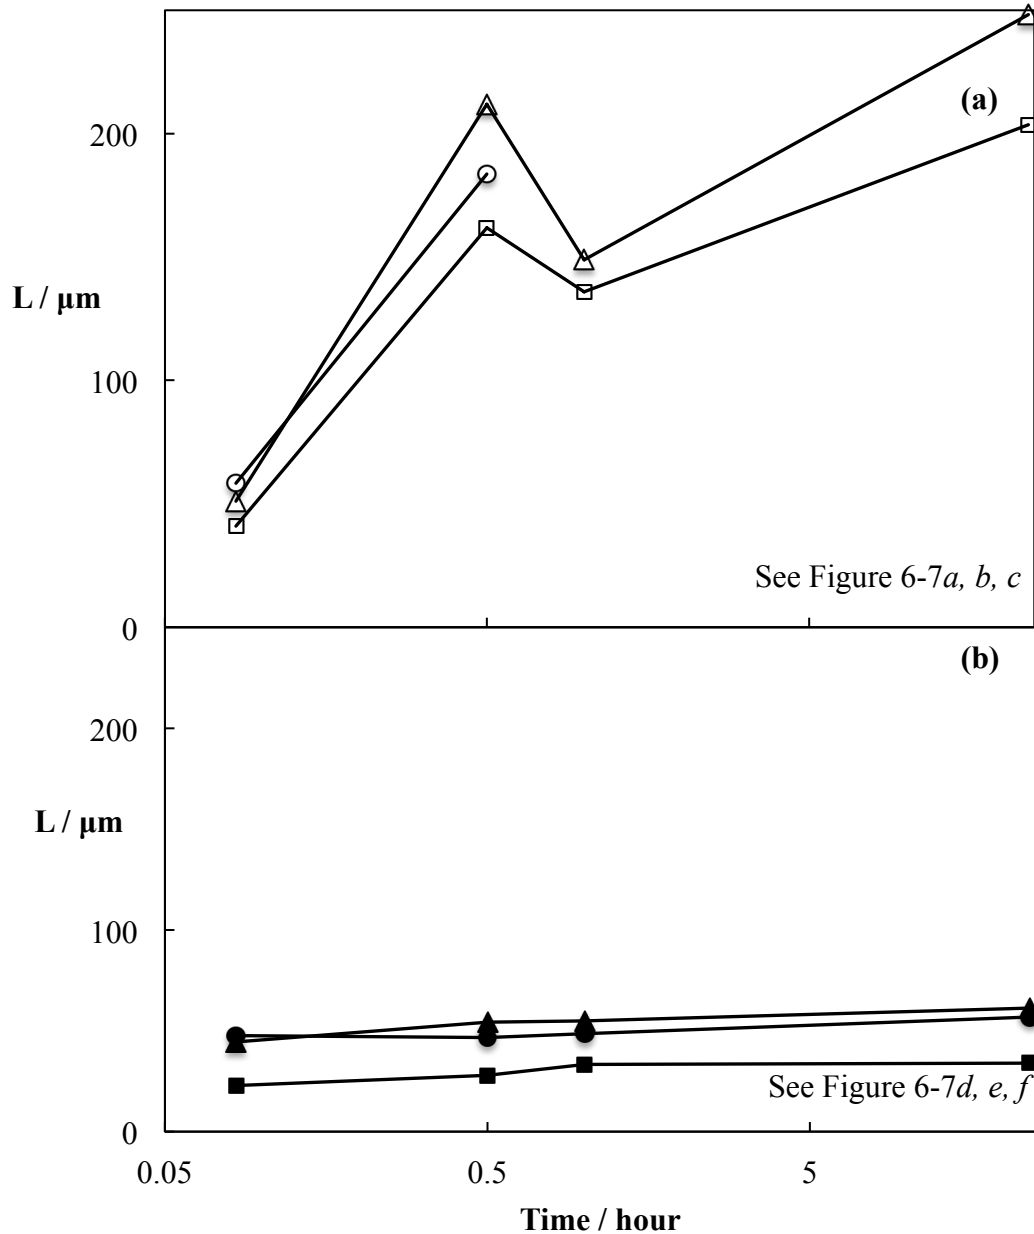 (a)
200
L / μm
100
See Figure 6-7a, b, c
0
(b)
200
L / μm
100
See Figure 6-7d, e, f
0
0.05 0.5 5
Time / hour